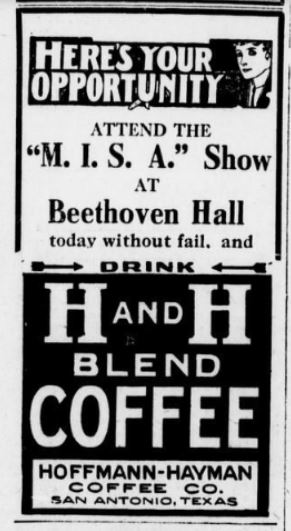 HERE'S YOUR
OPPORTUNITY
ATTEND THE
"M. I. S. A." Show
AT
Beethoven Hall
today without fail, and
DRINK
H AND H
BLEND
COFFEE
HOFFMANN-HAYMAN
COFFEE CO.
SAN ANTONIO, TEXAS